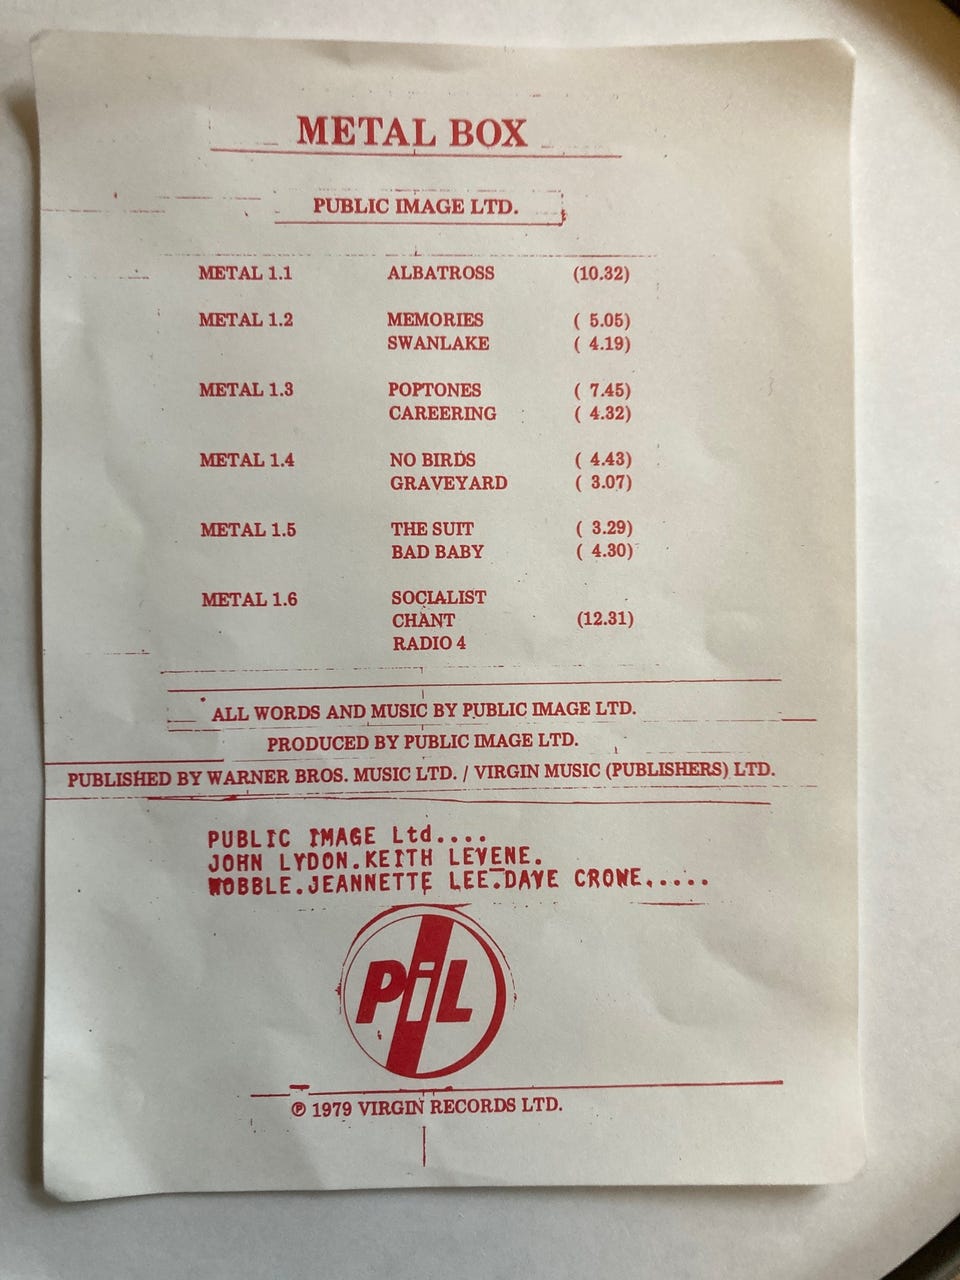 METAL BOX
PUBLIC IMAGE LTD.
METAL 1.1 ALBATROSS (10.32)
METAL 1.2 MEMORIES ( 5.05)
SWANLAKE ( 4.19)
METAL 1.3 POPTONES ( 7.45)
CAREERING ( 4.32)
METAL 1.4 NO BIRDS ( 4.43)
GRAVEYARD ( 3.07)
METAL 1.5 THE SUIT ( 3.29)
BAD BABY ( 4.30)
METAL 1.6 SOCIALIST
CHANT (12.31)
RADIO 4
ALL WORDS AND MUSIC BY PUBLIC IMAGE LTD.
PRODUCED BY PUBLIC IMAGE LTD.
PUBLISHED BY WARNER BROS. MUSIC LTD. / VIRGIN MUSIC (PUBLISHERS) LTD.
PUBLIC IMAGE Ltd....
JOHN LYDON.KEITH LEVENE.
WOBBLE.JEANNETTE LEE.DAVE CROWE.....
PiL
℗ 1979 VIRGIN RECORDS LTD.